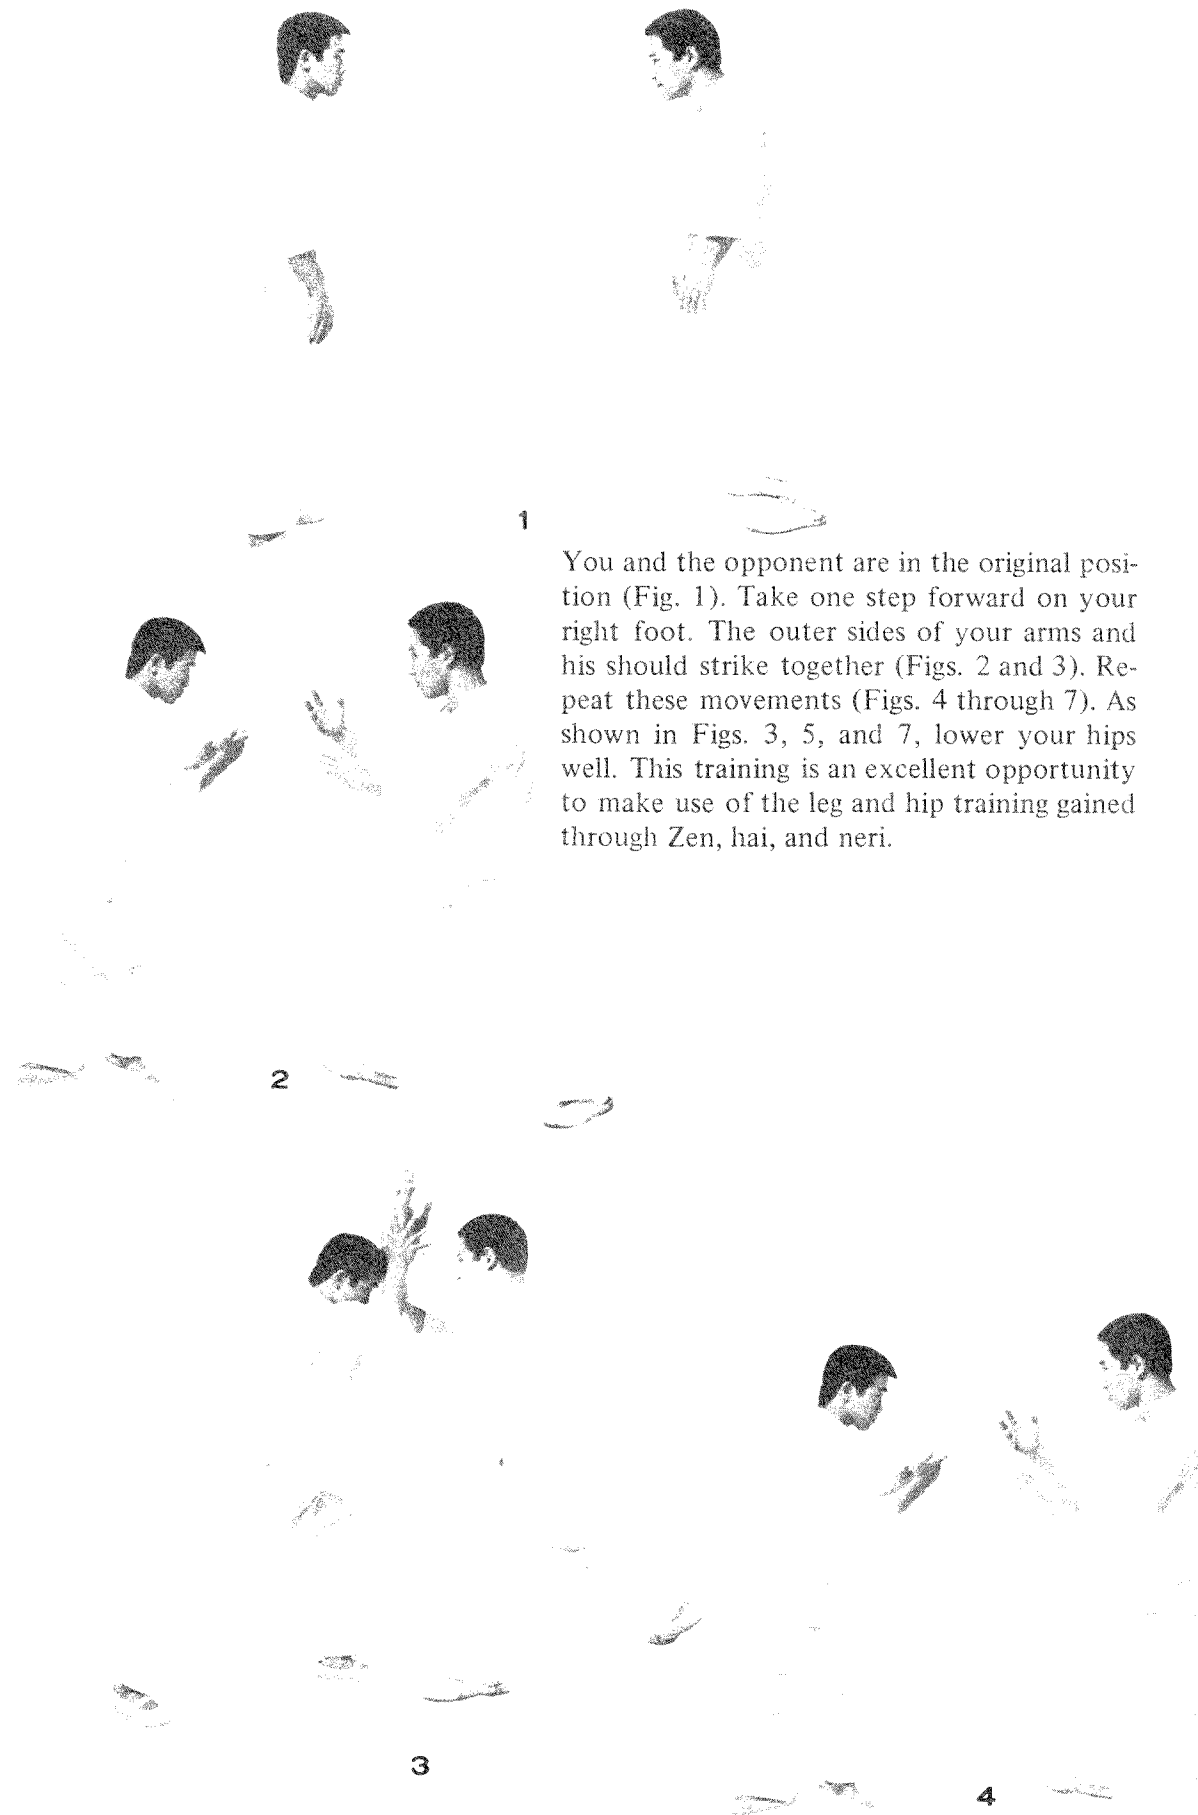 1
You and the opponent are in the original posi-
tion (Fig. 1). Take one step forward on your
right foot. The outer sides of your arms and
his should strike together (Figs. 2 and 3). Re-
peat these movements (Figs. 4 through 7). As
shown in Figs. 3, 5, and 7, lower your hips
well. This training is an excellent opportunity
to make use of the leg and hip training gained
through Zen, hai, and neri.
2
3
4